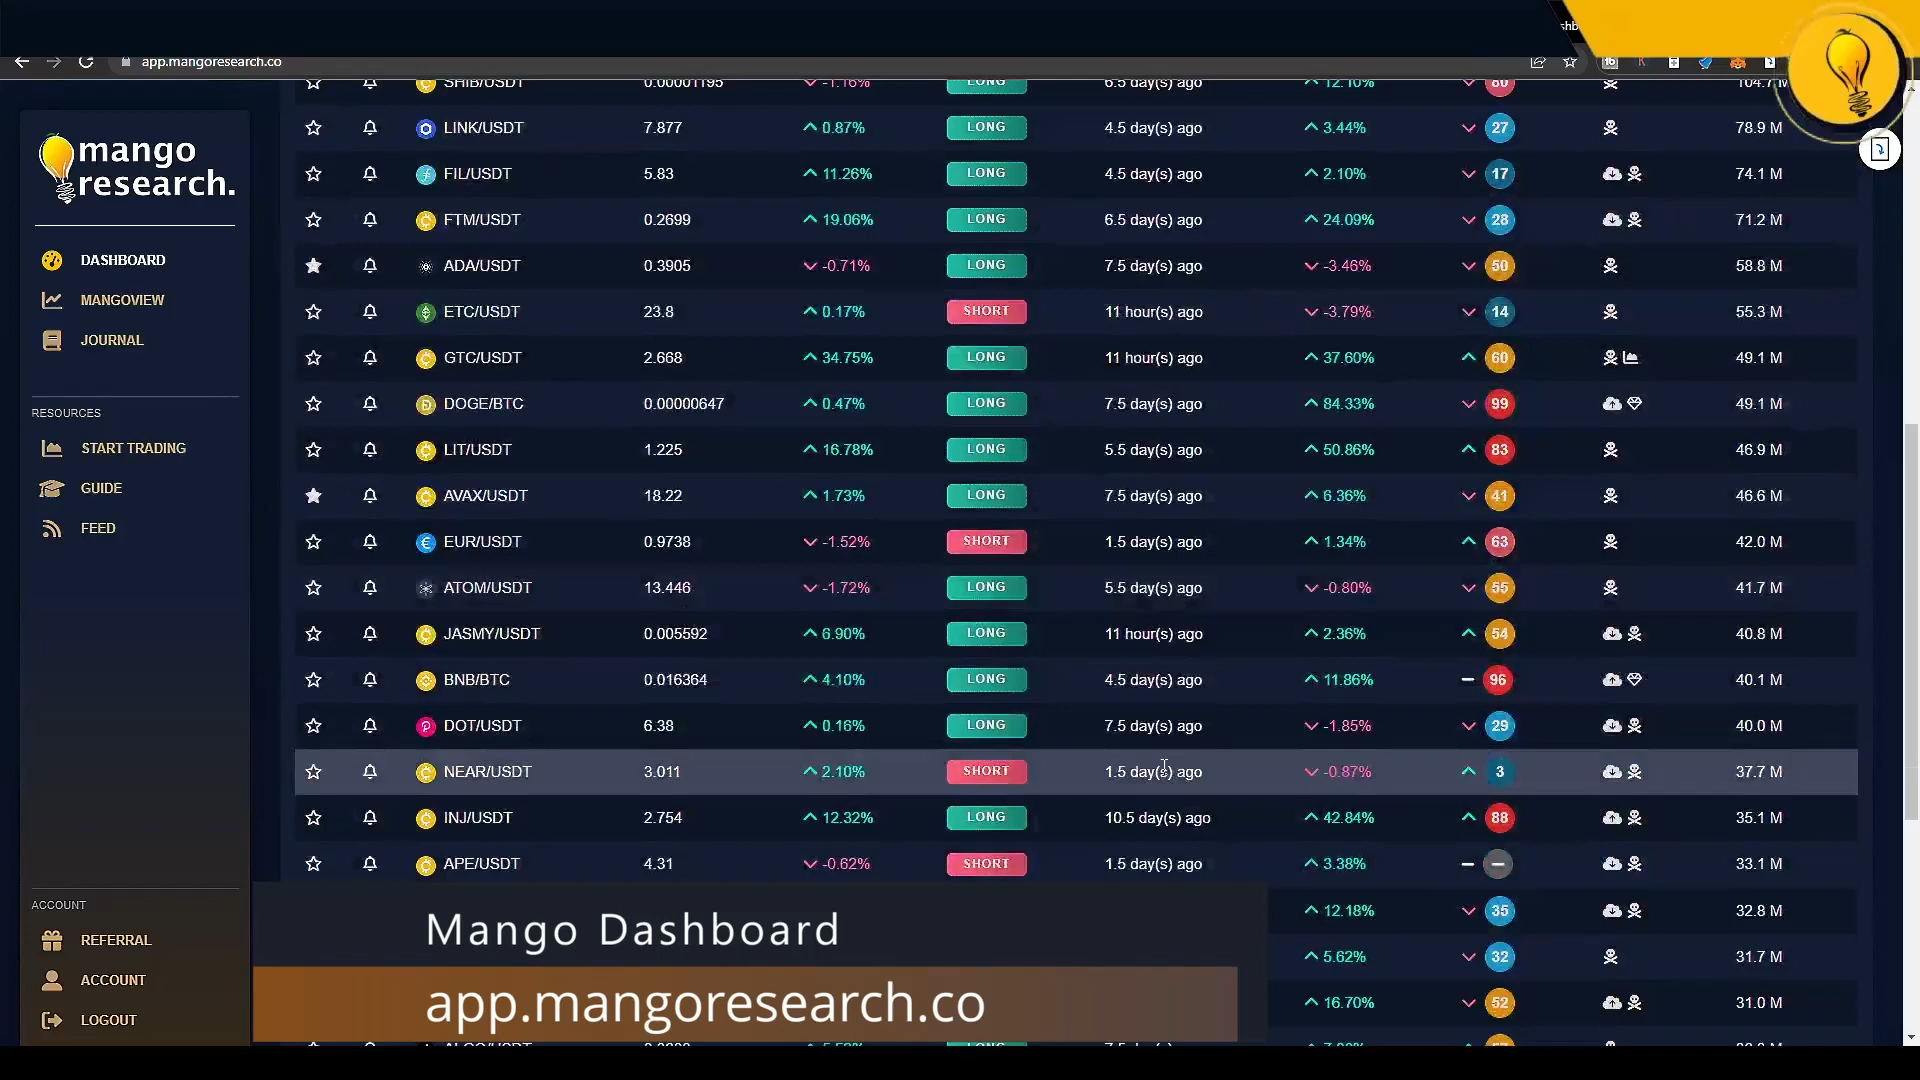 app.mangoresearch.co
mango
research.
DASHBOARD
MANGOVIEW
JOURNAL
RESOURCES
START TRADING
GUIDE
FEED
ACCOUNT
REFERRAL
ACCOUNT
LOGOUT
SHIB/USDT 0.00001195 -1.16% LONG 6.5 day(s) ago 12.10% 80
LINK/USDT 7.877 0.87% LONG 4.5 day(s) ago 3.44% 27 78.9 M
FIL/USDT 5.83 11.26% LONG 4.5 day(s) ago 2.10% 17 74.1 M
FTM/USDT 0.2699 19.06% LONG 6.5 day(s) ago 24.09% 28 71.2 M
ADA/USDT 0.3905 -0.71% LONG 7.5 day(s) ago -3.46% 50 58.8 M
ETC/USDT 23.8 0.17% SHORT 11 hour(s) ago -3.79% 14 55.3 M
GTC/USDT 2.668 34.75% LONG 11 hour(s) ago 37.60% 60 49.1 M
DOGE/BTC 0.00000647 0.47% LONG 7.5 day(s) ago 84.33% 99 49.1 M
LIT/USDT 1.225 16.78% LONG 5.5 day(s) ago 50.86% 83 46.9 M
AVAX/USDT 18.22 1.73% LONG 7.5 day(s) ago 6.36% 41 46.6 M
EUR/USDT 0.9738 -1.52% SHORT 1.5 day(s) ago 1.34% 63 42.0 M
ATOM/USDT 13.446 -1.72% LONG 5.5 day(s) ago -0.80% 55 41.7 M
JASMY/USDT 0.005592 6.90% LONG 11 hour(s) ago 2.36% 54 40.8 M
BNB/BTC 0.016364 4.10% LONG 4.5 day(s) ago 11.86% 96 40.1 M
DOT/USDT 6.38 0.16% LONG 7.5 day(s) ago -1.85% 29 40.0 M
NEAR/USDT 3.011 2.10% SHORT 1.5 day(s) ago -0.87% 3 37.7 M
INJ/USDT 2.754 12.32% LONG 10.5 day(s) ago 42.84% 88 35.1 M
APE/USDT 4.31 -0.62% SHORT 1.5 day(s) ago 3.38% 33.1 M
12.18% 35 32.8 M
5.62% 32 31.7 M
16.70% 52 31.0 M
Mango Dashboard
app.mangoresearch.co